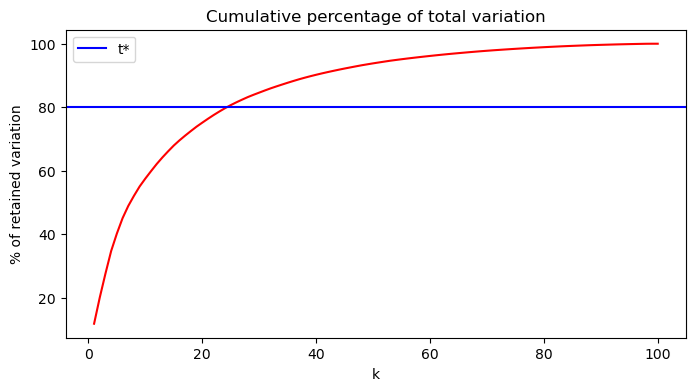 Cumulative percentage of total variation
t*
% of retained variation
100
80
60
40
20
0
20
40
60
80
100
k